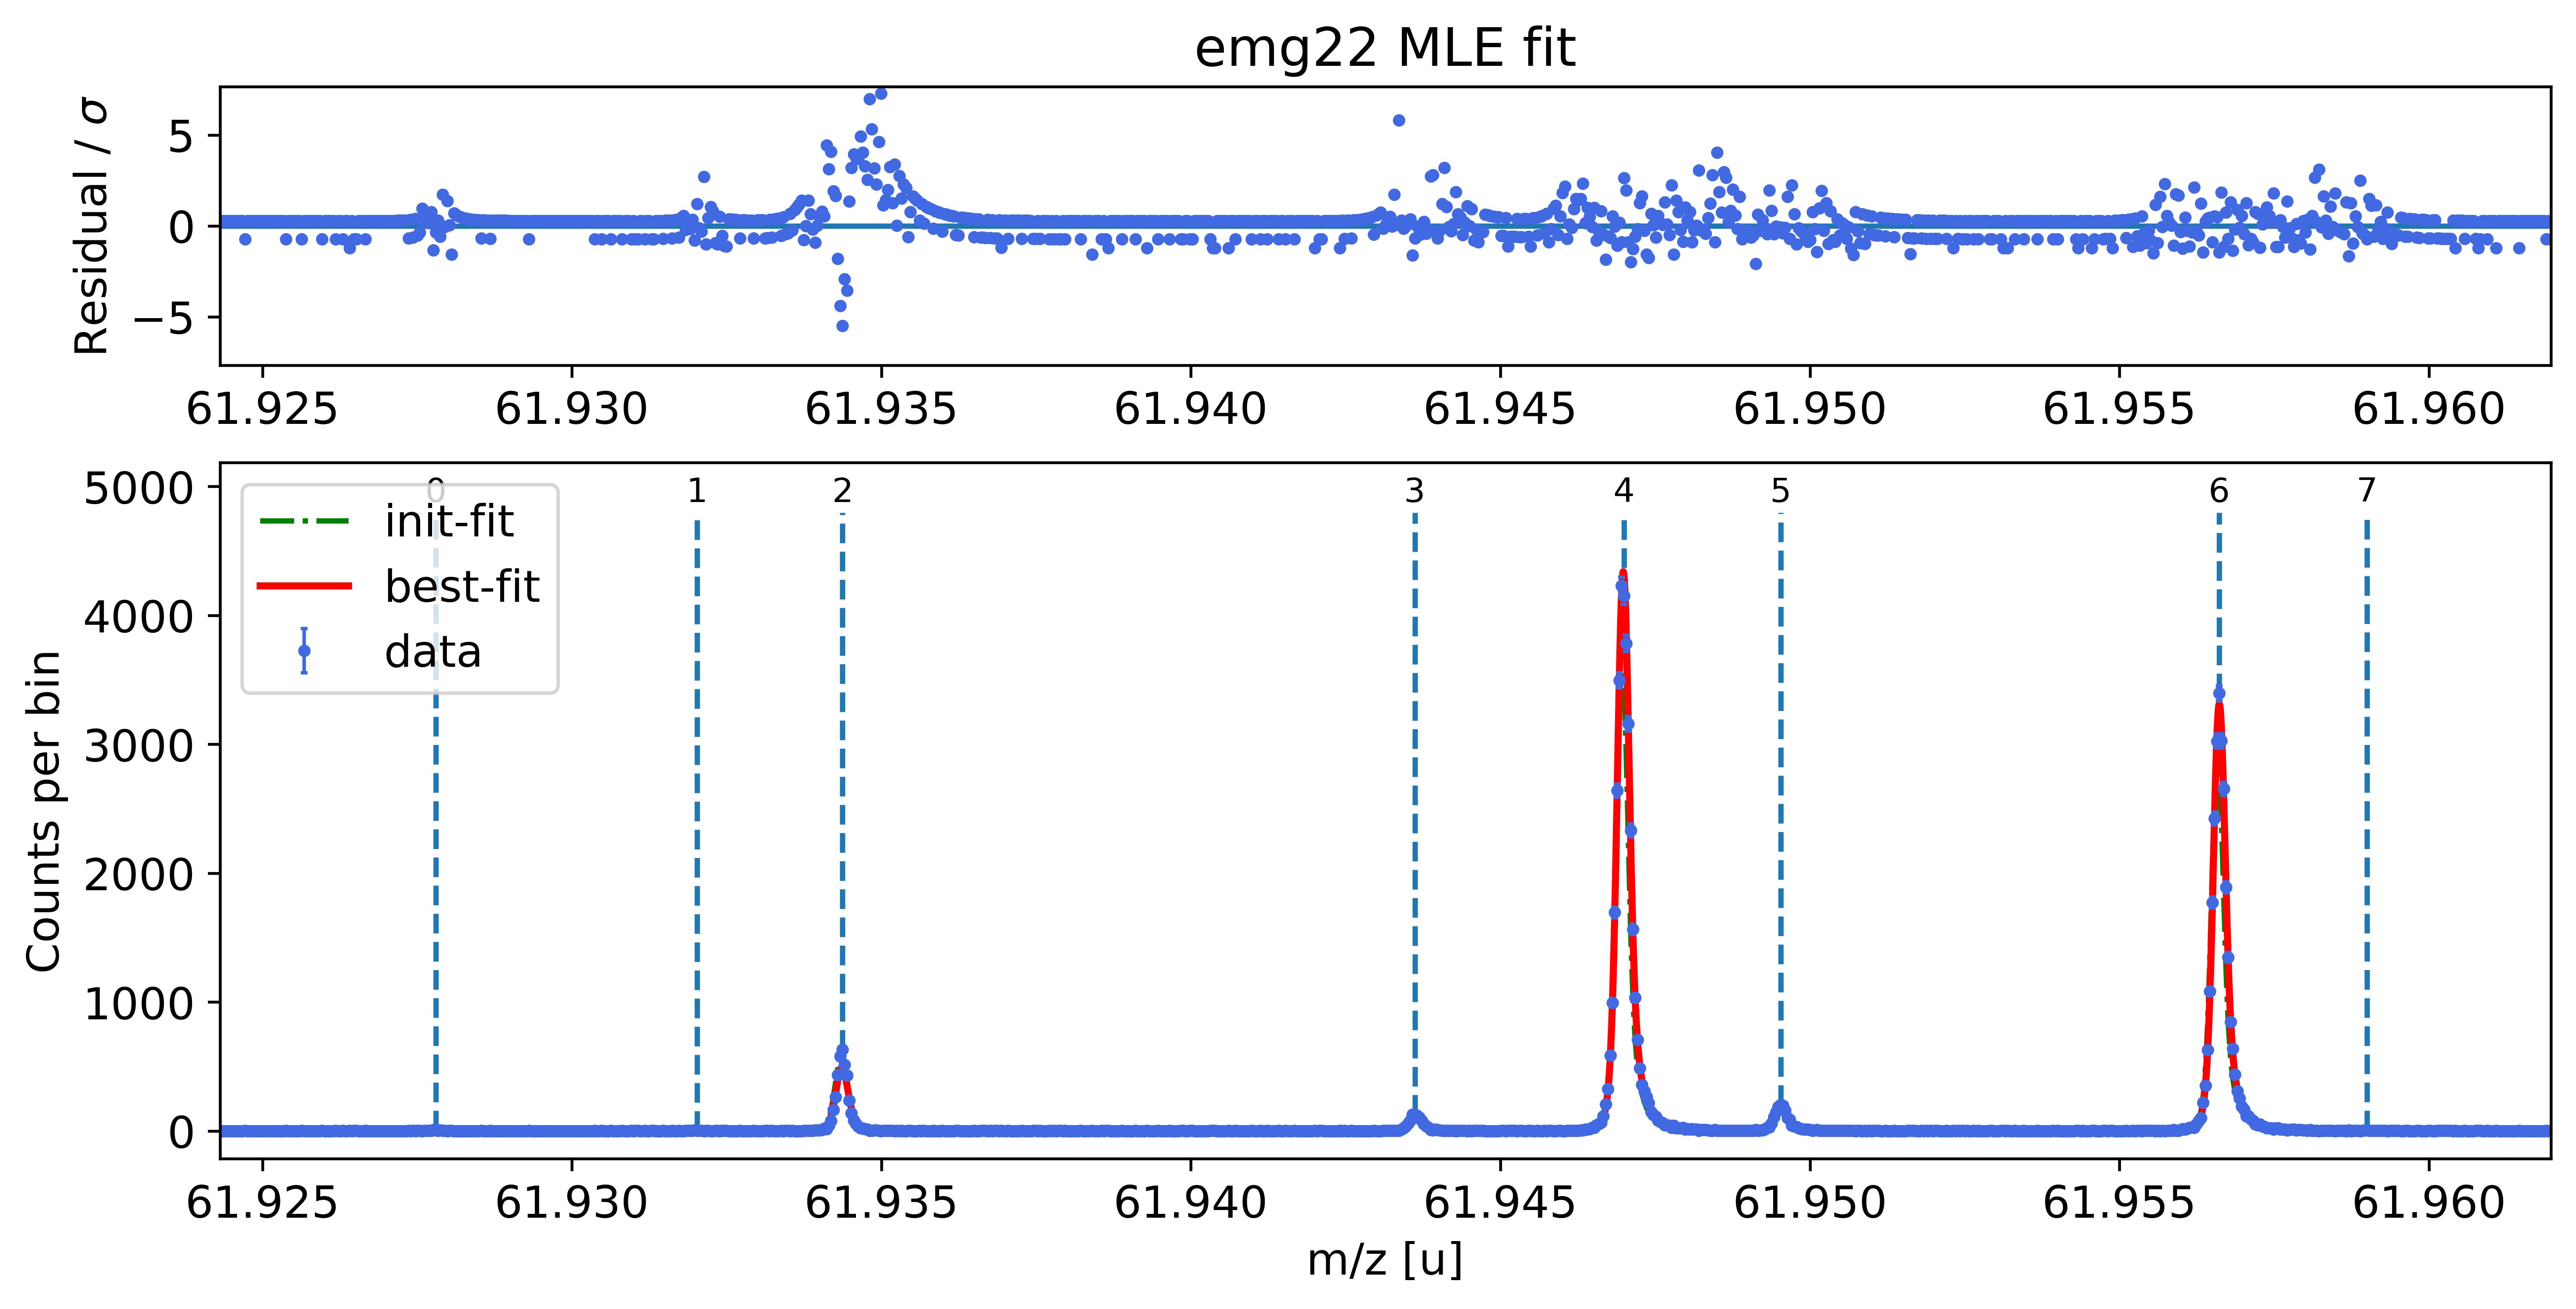 emg22 MLE fit
Residual / σ
5
0
−5
61.925 61.930 61.935 61.940 61.945 61.950 61.955 61.960
Counts per bin
5000
4000
3000
2000
1000
0
0 1 2 3 4 5 6 7
init-fit
best-fit
data
61.925 61.930 61.935 61.940 61.945 61.950 61.955 61.960
m/z [u]